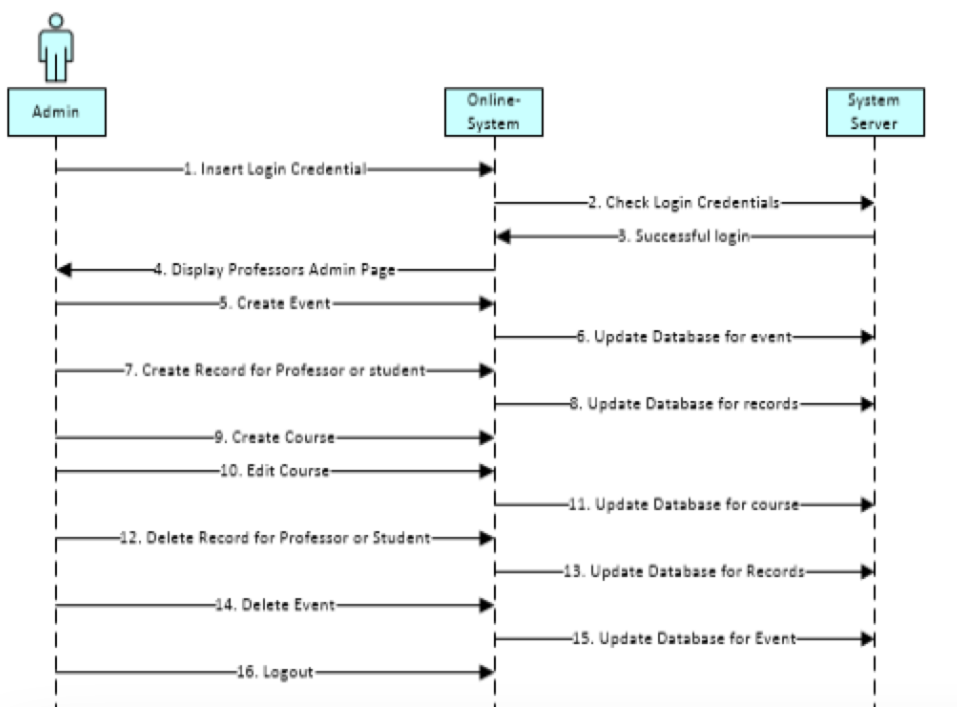 Admin
Online-
System
System
Server
1. Insert Login Credential
2. Check Login Credentials
3. Successful login
4. Display Professors Admin Page
5. Create Event
6. Update Database for event
7. Create Record for Professor or student
8. Update Database for records
9. Create Course
10. Edit Course
11. Update Database for course
12. Delete Record for Professor or Student
13. Update Database for Records
14. Delete Event
15. Update Database for Event
16. Logout